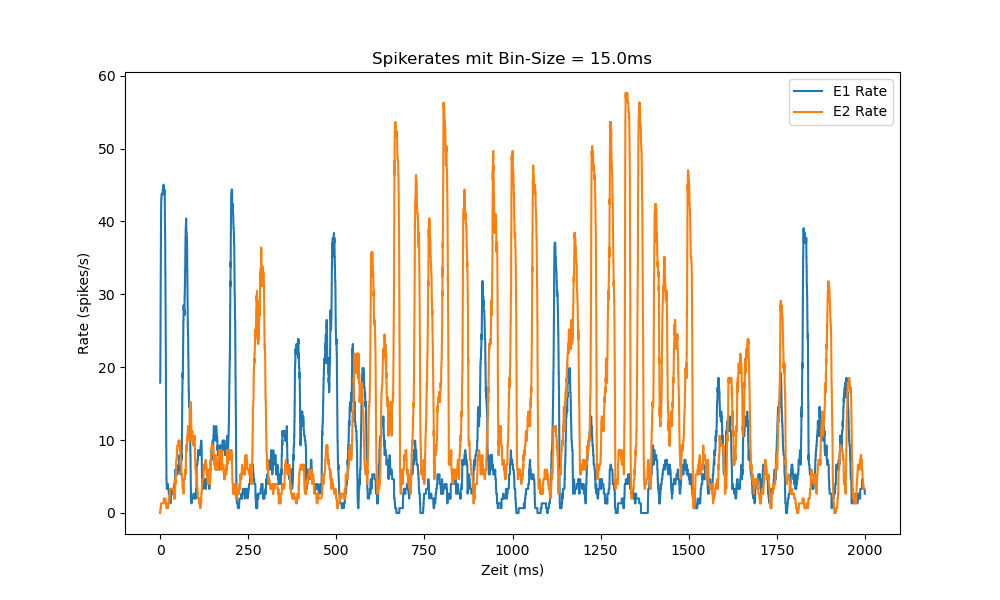 Spikerates mit Bin-Size = 15.0ms
E1 Rate
E2 Rate
60
50
40
30
20
10
0
Rate (spikes/s)
0 250 500 750 1000 1250 1500 1750 2000
Zeit (ms)